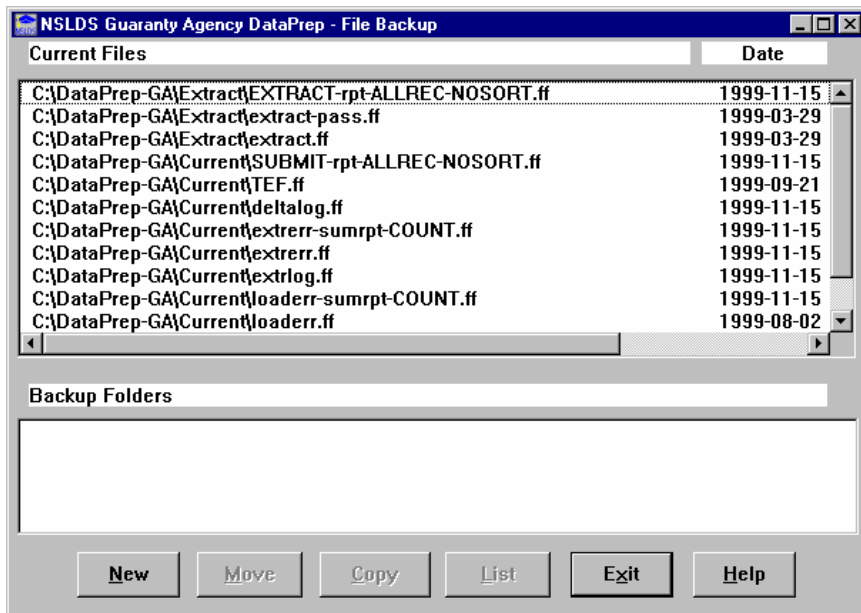 NSLDS Guaranty Agency DataPrep - File Backup
Current Files Date
C:\DataPrep-GA\Extract\EXTRACT-rpt-ALLREC-NOSORT.ff 1999-11-15
C:\DataPrep-GA\Extract\extract-pass.ff 1999-03-29
C:\DataPrep-GA\Extract\extract.ff 1999-03-29
C:\DataPrep-GA\Current\SUBMIT-rpt-ALLREC-NOSORT.ff 1999-11-15
C:\DataPrep-GA\Current\TEF.ff 1999-09-21
C:\DataPrep-GA\Current\deltalog.ff 1999-11-15
C:\DataPrep-GA\Current\extrerr-sumrpt-COUNT.ff 1999-11-15
C:\DataPrep-GA\Current\extrerr.ff 1999-11-15
C:\DataPrep-GA\Current\extrlog.ff 1999-11-15
C:\DataPrep-GA\Current\loaderr-sumrpt-COUNT.ff 1999-11-15
C:\DataPrep-GA\Current\loaderr.ff 1999-08-02
Backup Folders
New Move Copy List Exit Help